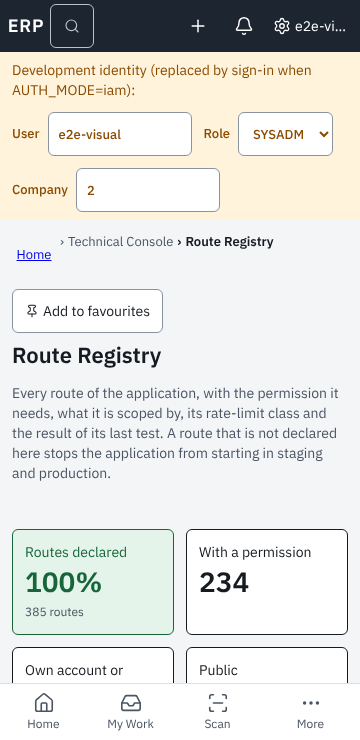 ERP
e2e-vi...
Development identity (replaced by sign-in when
AUTH_MODE=iam):
User e2e-visual Role SYSADM
Company 2
Home › Technical Console › Route Registry
Add to favourites
Route Registry
Every route of the application, with the permission it
needs, what it is scoped by, its rate-limit class and
the result of its last test. A route that is not declared
here stops the application from starting in staging
and production.
Routes declared
100%
385 routes
With a permission
234
Own account or
Public
Home
My Work
Scan
More